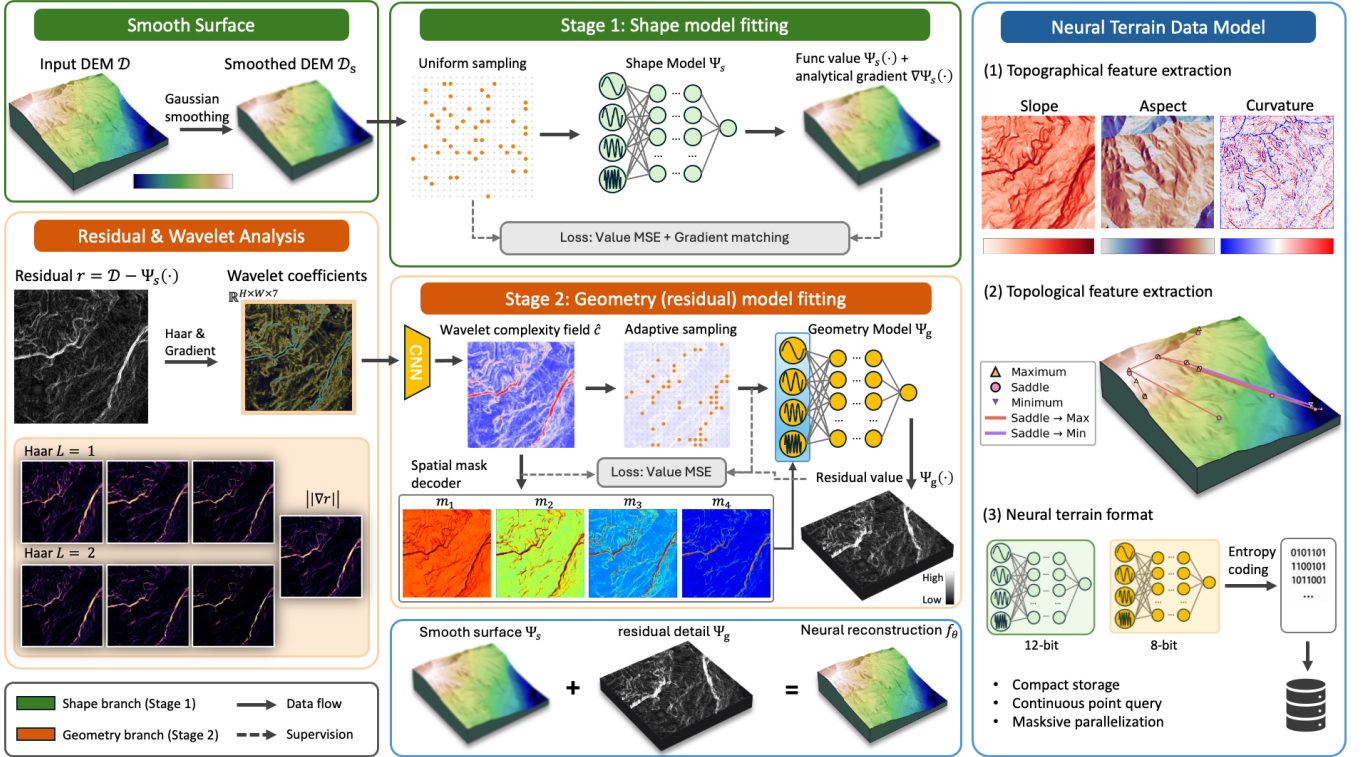 Smooth Surface
Input DEM 𝒟
Smoothed DEM 𝒟ₛ
Gaussian
smoothing
Stage 1: Shape model fitting
Uniform sampling
Shape Model Ψₛ
Func value Ψₛ(·) +
analytical gradient ∇Ψₛ(·)
Loss: Value MSE + Gradient matching
Residual & Wavelet Analysis
Residual r = 𝒟 − Ψₛ(·)
Wavelet coefficients
ℝ^{H×W×7}
Haar &
Gradient
Haar L = 1
||∇r||
Haar L = 2
Stage 2: Geometry (residual) model fitting
CNN
Wavelet complexity field ĉ
Adaptive sampling
Geometry Model Ψ_g
Spatial mask
decoder
Loss: Value MSE
Residual value
Ψ_g(·)
m₁
m₂
m₃
m₄
High
Low
Shape branch (Stage 1)
Data flow
Geometry branch (Stage 2)
Supervision
Smooth surface Ψₛ
residual detail Ψ_g
Neural reconstruction f_θ
+
=
Neural Terrain Data Model
(1) Topographical feature extraction
Slope
Aspect
Curvature
(2) Topological feature extraction
Maximum
Saddle
Minimum
Saddle → Max
Saddle → Min
(3) Neural terrain format
Entropy
coding
0101101
1100101
1011001
...
12-bit
8-bit
• Compact storage
• Continuous point query
• Masksive parallelization